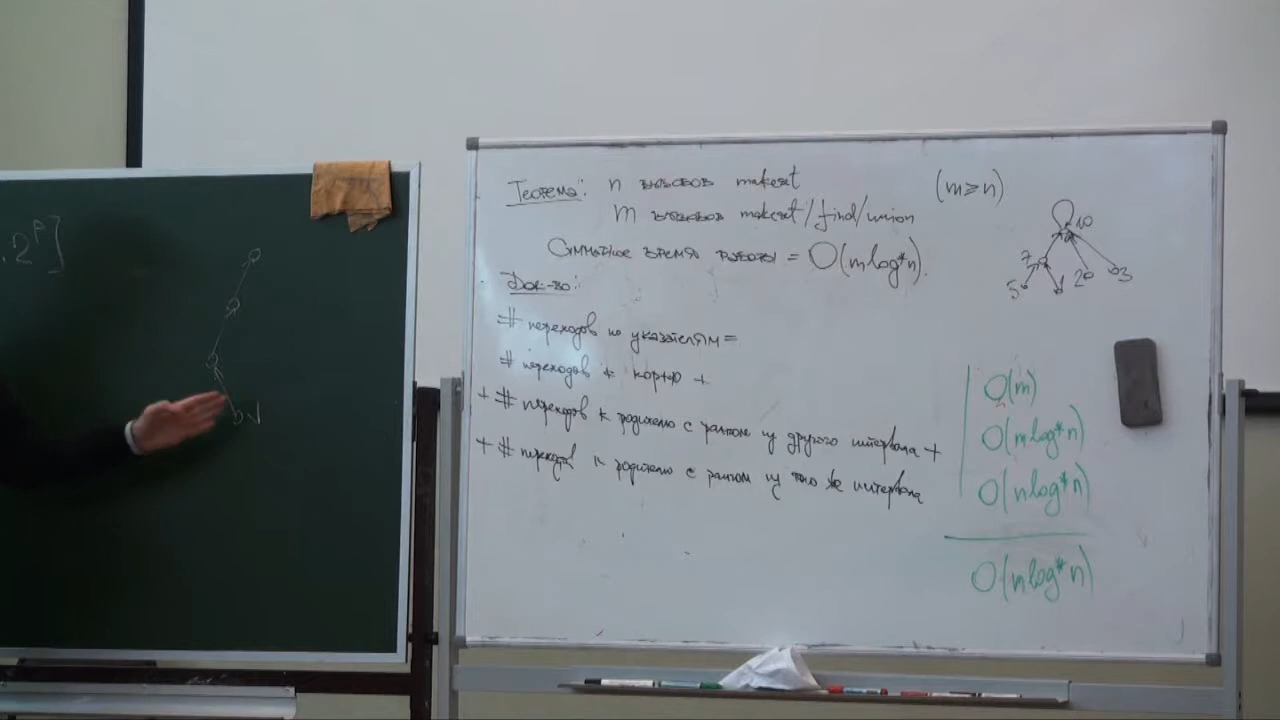 .2^p]
v
Теорема: n вызовов makeset (m≥n)
m вызовов makeset/find/union
Суммарное время работы = O(m log* n).
Док-во:
# переходов по указателям =
# переходов к корню +
+ # переходов к родителю с рангом из другого интервала +
+ # переходов к родителю с рангом из того же интервала
10
7
5 1 2 3
O(m)
O(m log* n)
O(n log* n)
O(m log* n)